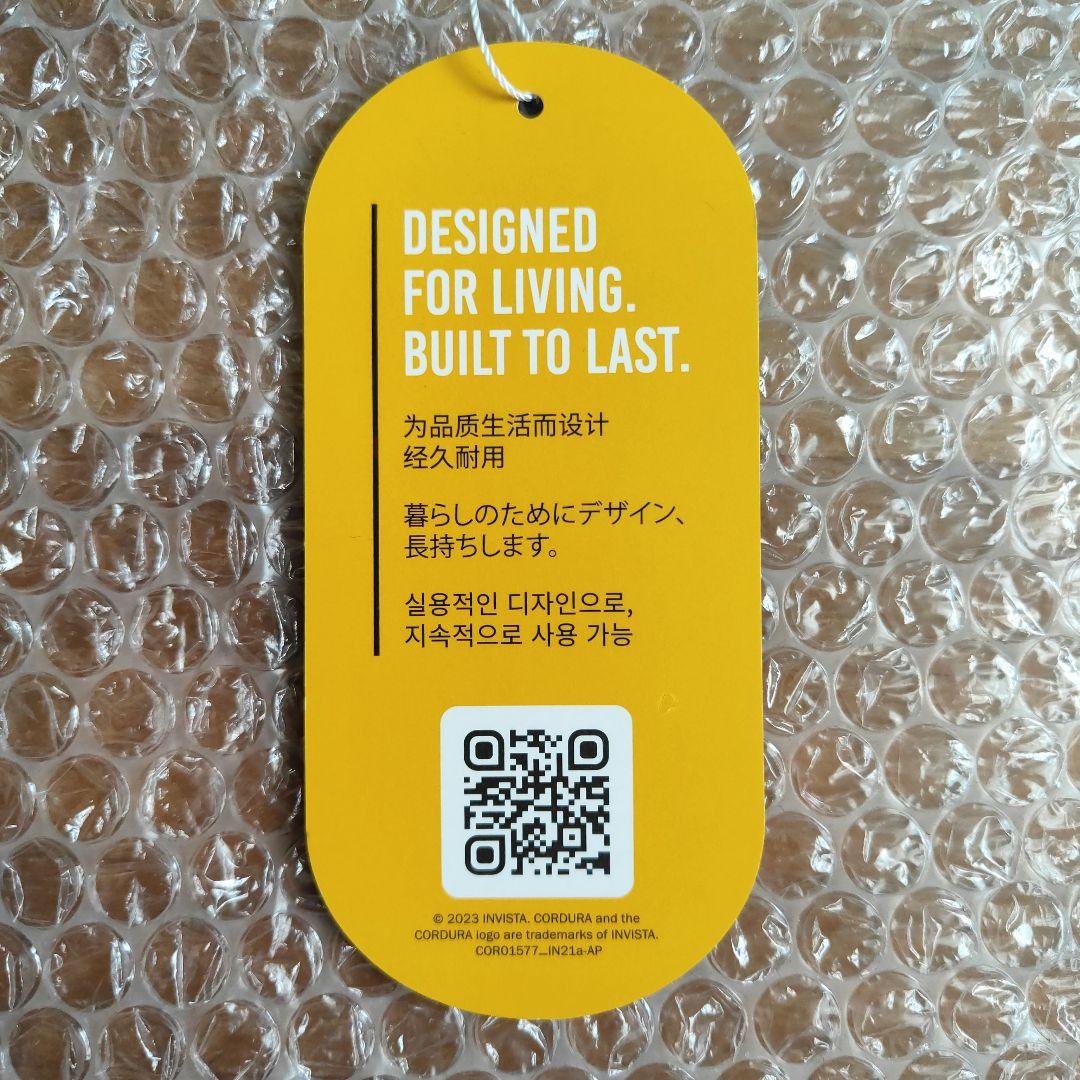 DESIGNED
FOR LIVING.
BUILT TO LAST.
为品质生活而设计
经久耐用
暮らしのためにデザイン、
長持ちします。
실용적인 디자인으로,
지속적으로 사용 가능
© 2023 INVISTA. CORDURA and the
CORDURA logo are trademarks of INVISTA.
COR01577_IN21a-AP